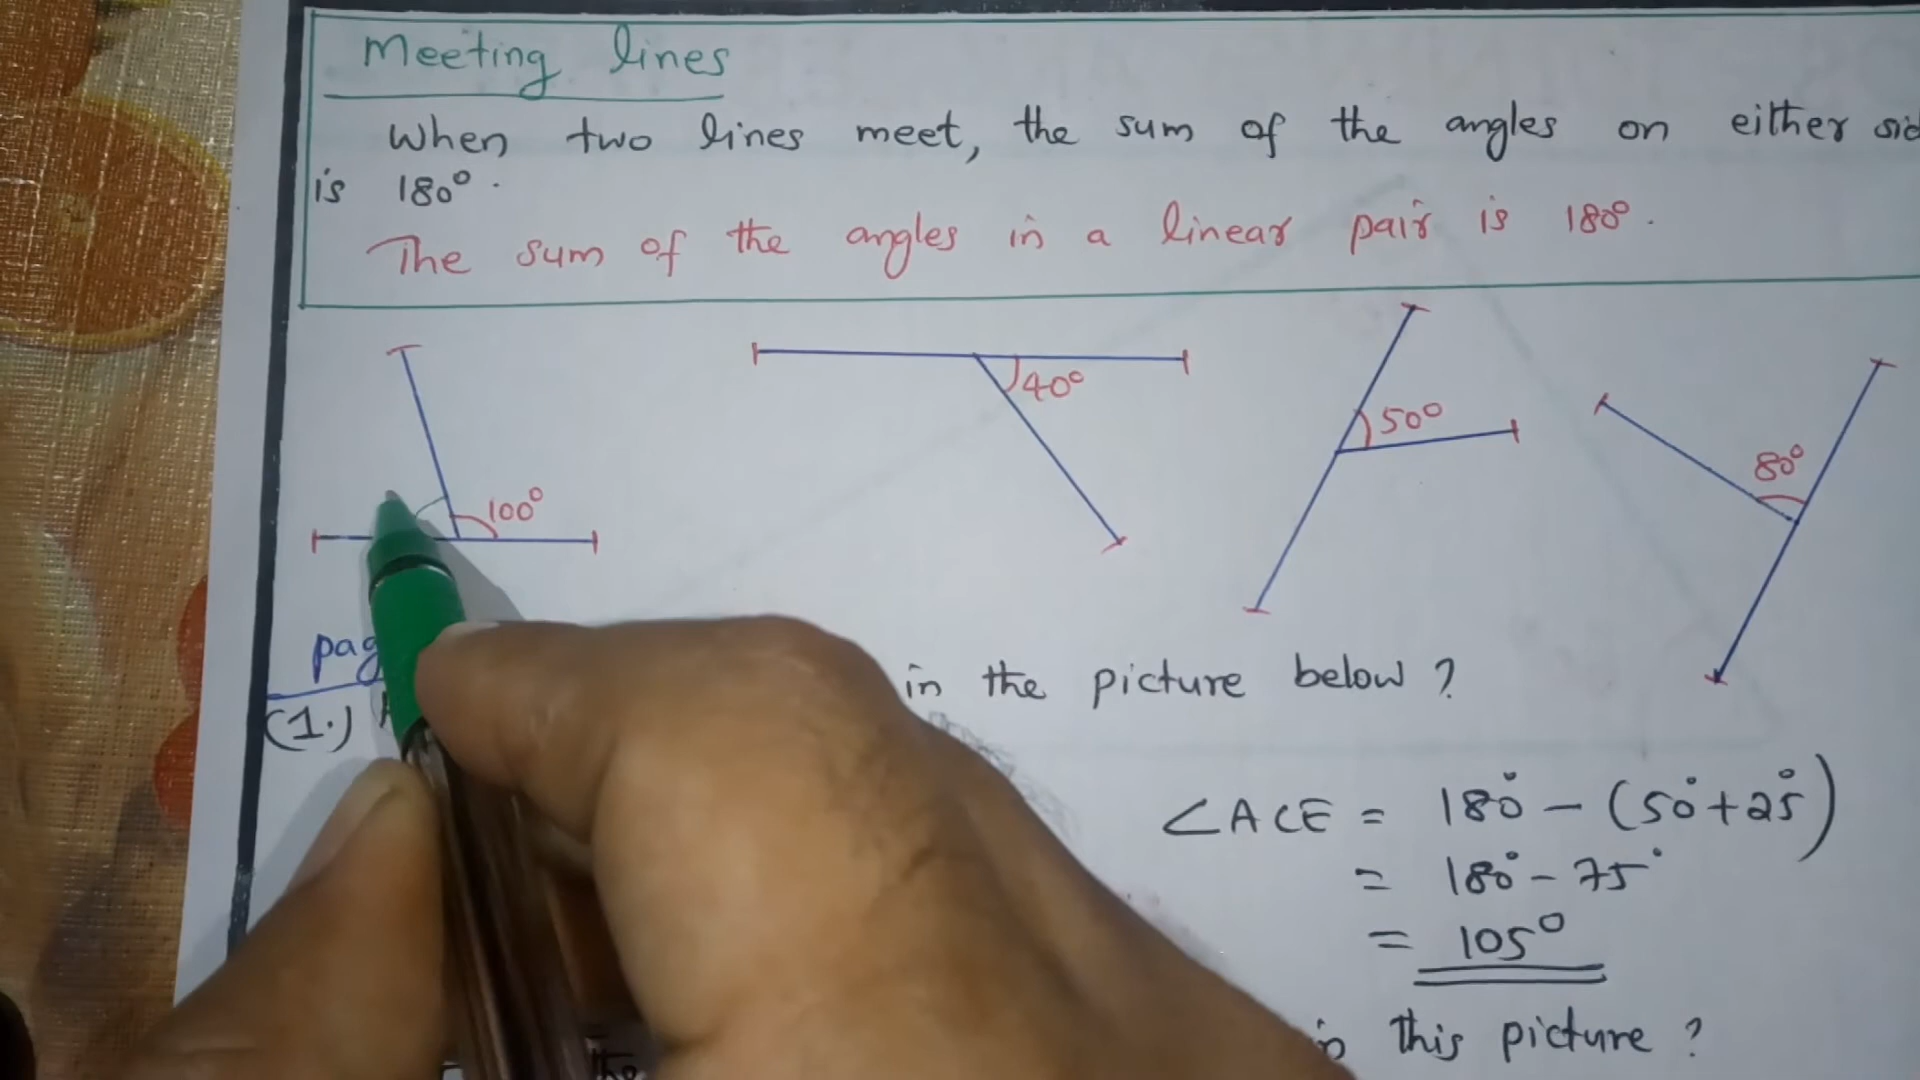 Meeting lines
When two lines meet, the sum of the angles on either
is 180°.
The sum of the angles in a linear pair is 180°.
100°
40°
50°
80°
(1.) in the picture below ?
∠ACE = 180° - (50°+25°)
= 180° - 75°
= 105°
this picture ?